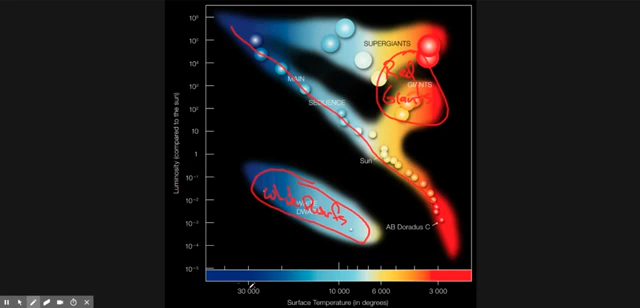 10⁶
10⁵
10⁴
10³
10²
10
1
10⁻¹
10⁻²
10⁻³
10⁻⁴
10⁻⁵
Luminosity (compared to the sun)
SUPERGIANTS
Red
GIANTS
Giants
MAIN
SEQUENCE
Sun
White Dwarfs
AB Doradus C
30 000
10 000
6 000
3 000
Surface Temperature (in degrees)